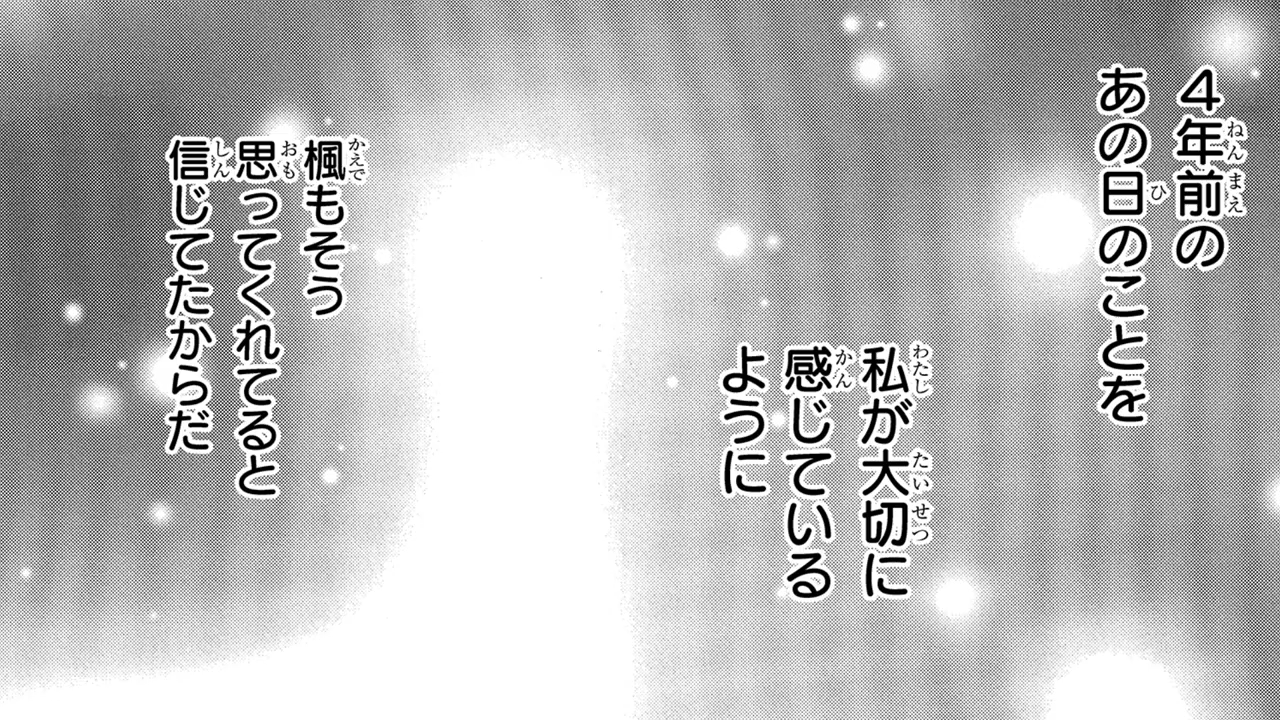 ４年前の
あの日のことを
私が大切に
感じている
ように
楓もそう
思ってくれてると
信じてたからだ